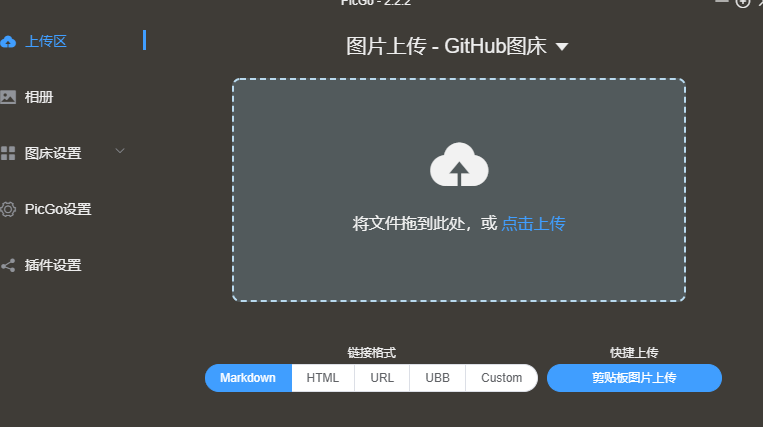 PicGo - 2.2.2
上传区
相册
图床设置
PicGo设置
插件设置
图片上传 - GitHub图床
将文件拖到此处，或 点击上传
链接格式
快捷上传
Markdown HTML URL UBB Custom
剪贴板图片上传